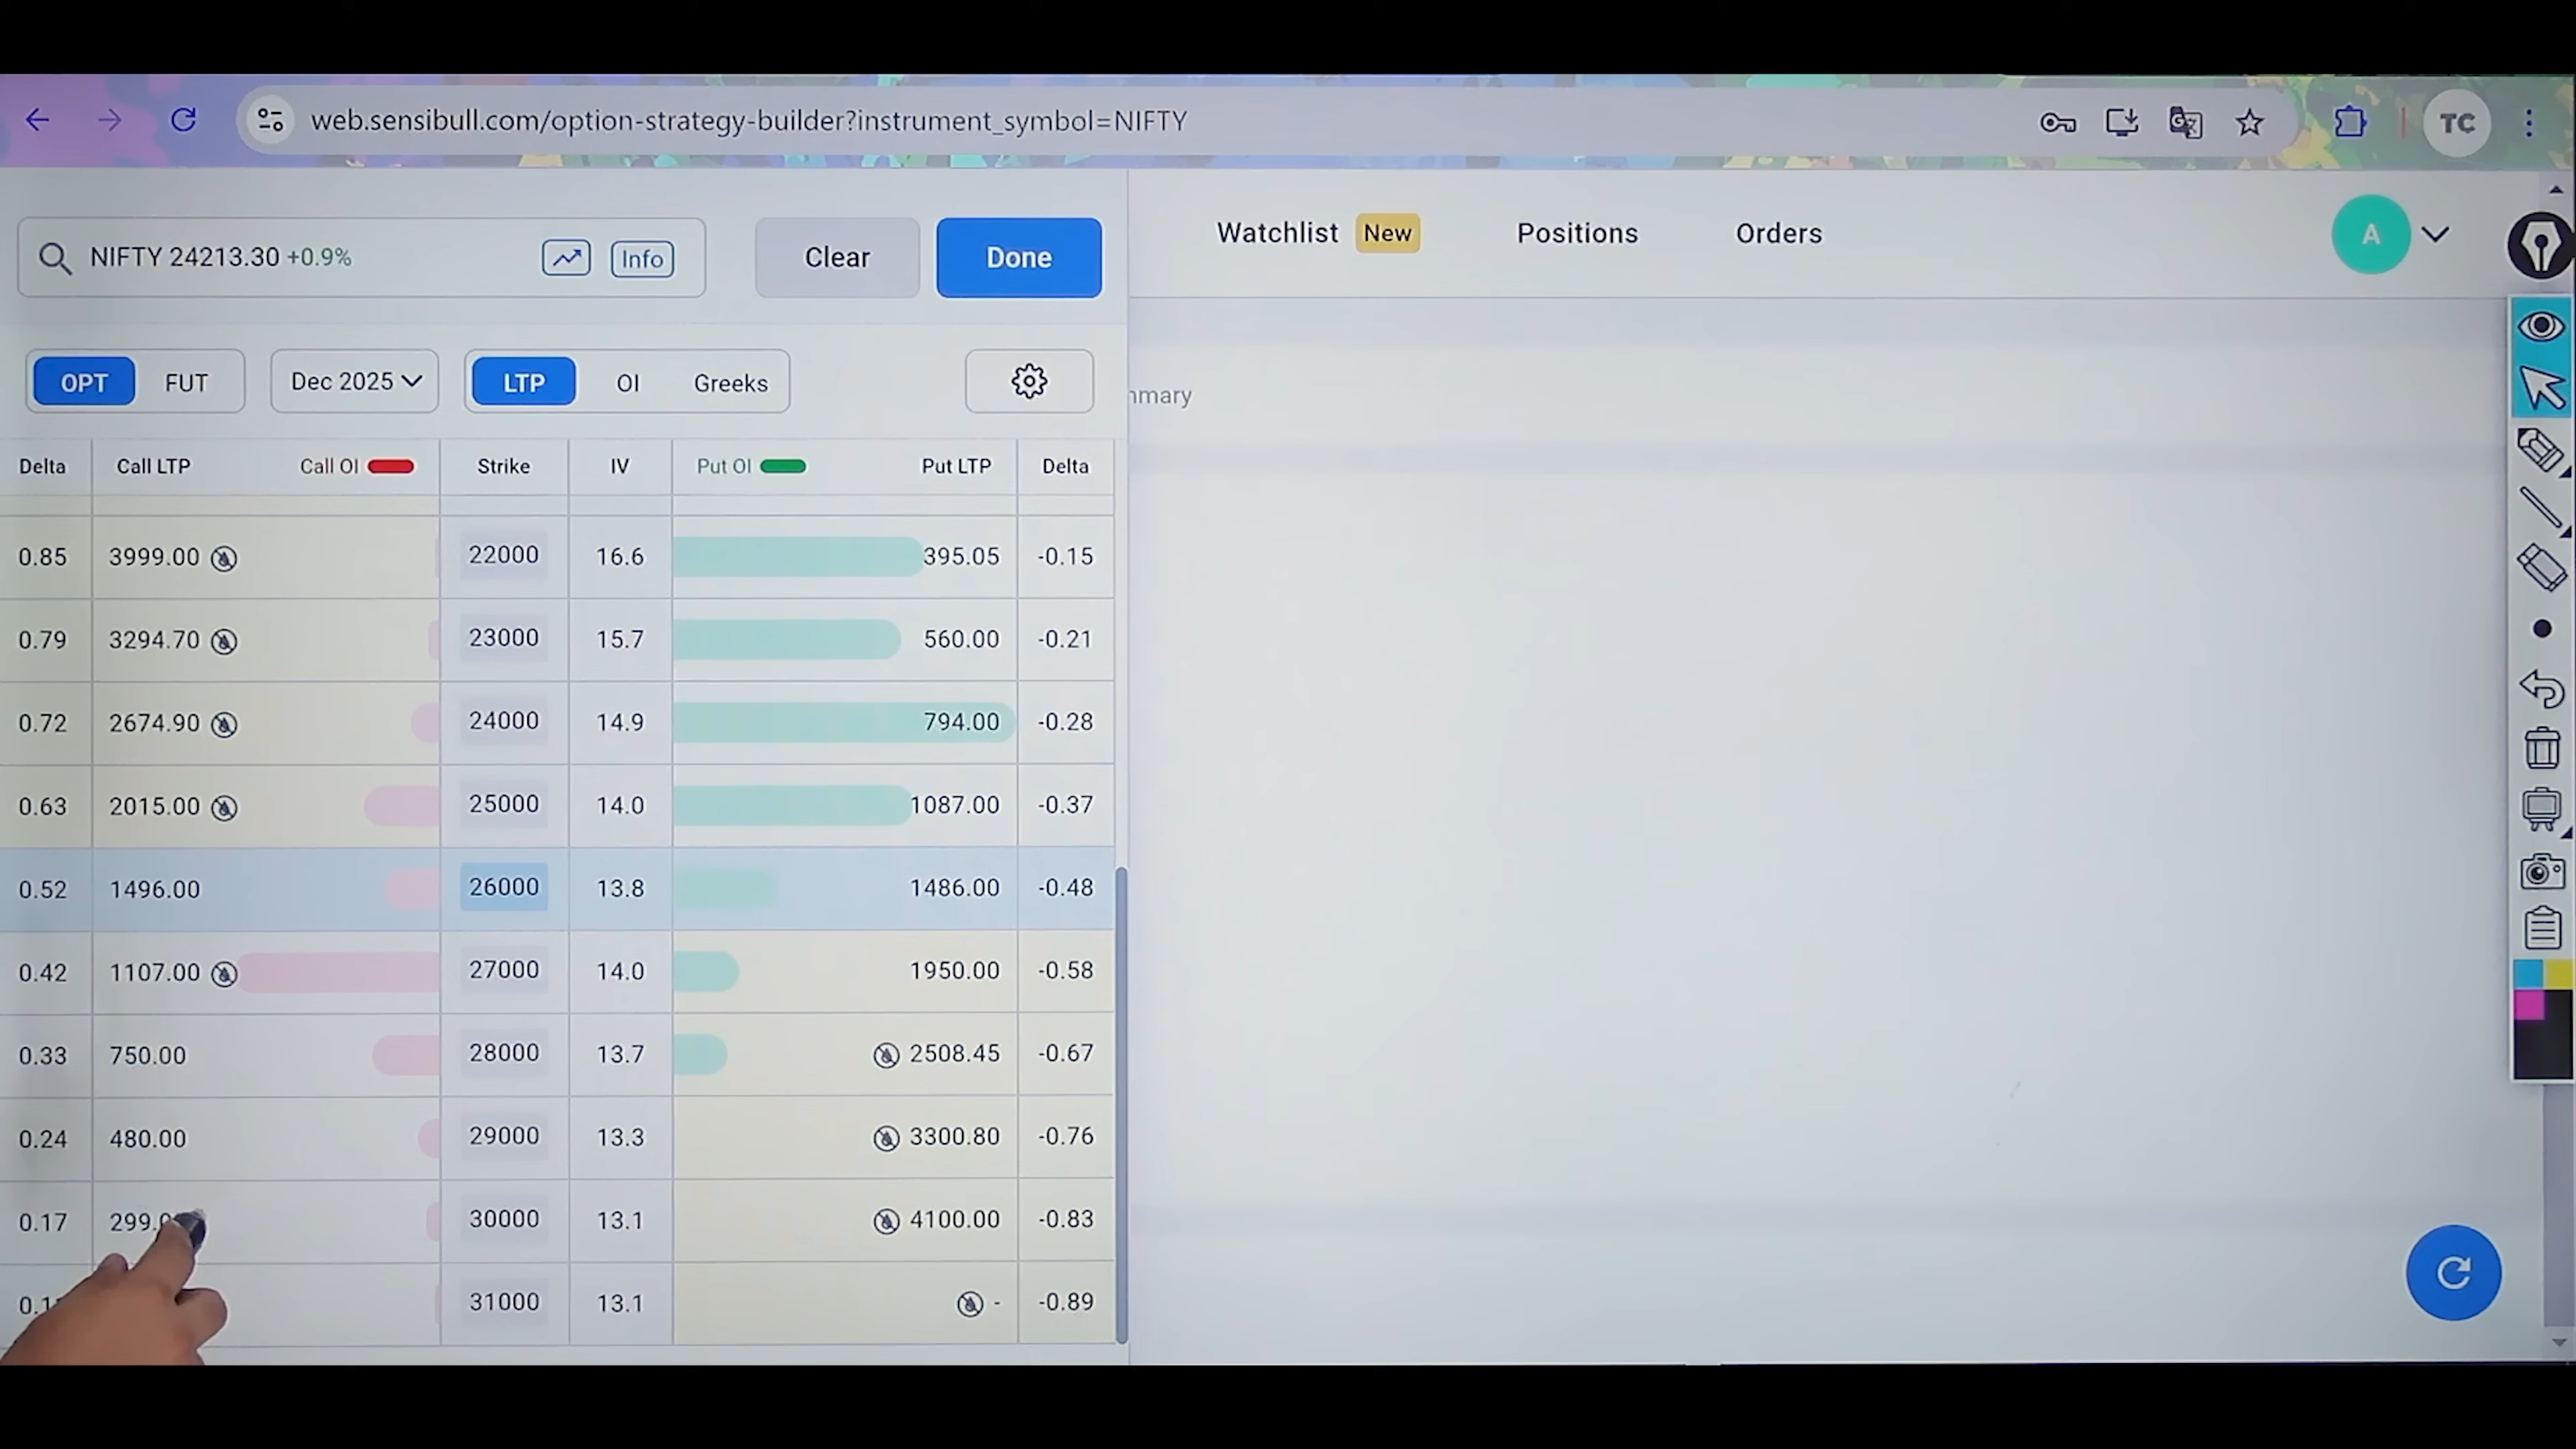 web.sensibull.com/option-strategy-builder?instrument_symbol=NIFTY TC
NIFTY 24213.30 +0.9% Info Clear Done Watchlist New Positions Orders A
OPT FUT Dec 2025 LTP OI Greeks
mmary
Delta Call LTP Call OI Strike IV Put OI Put LTP Delta
0.85 3999.00 22000 16.6 395.05 -0.15
0.79 3294.70 23000 15.7 560.00 -0.21
0.72 2674.90 24000 14.9 794.00 -0.28
0.63 2015.00 25000 14.0 1087.00 -0.37
0.52 1496.00 26000 13.8 1486.00 -0.48
0.42 1107.00 27000 14.0 1950.00 -0.58
0.33 750.00 28000 13.7 2508.45 -0.67
0.24 480.00 29000 13.3 3300.80 -0.76
0.17 30000 13.1 4100.00 -0.83
31000 13.1 - -0.89